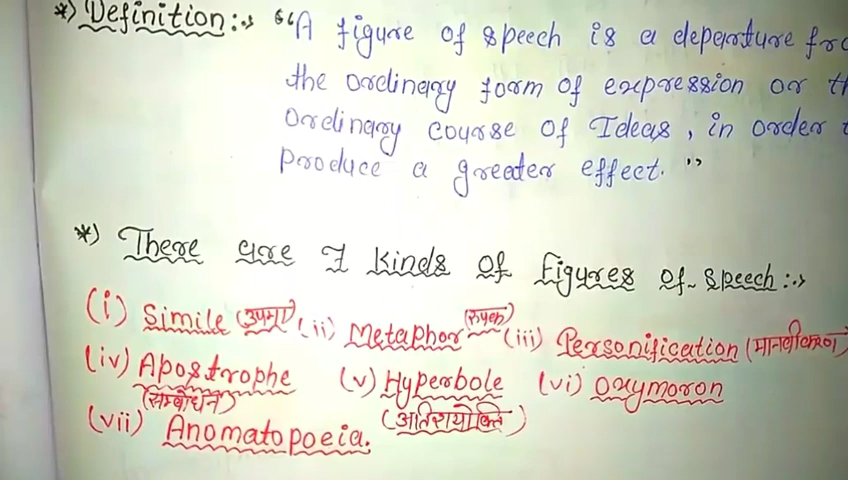 *) Definition:→ "A figure of speech is a departure fro
the ordinary form of expression or th
Ordinary course of Ideas, in order t
produce a greater effect."
*) There are 7 kinds of Figures of speech:→
(i) Simile (उपमा) (ii) Metaphor (रूपक) (iii) Personification (मानवीकरण)
(iv) Apostrophe (v) Hyperbole (vi) Oxymoron
(सम्बोधन) (अतिशयोक्ति)
(vii) Anomatopoeia.